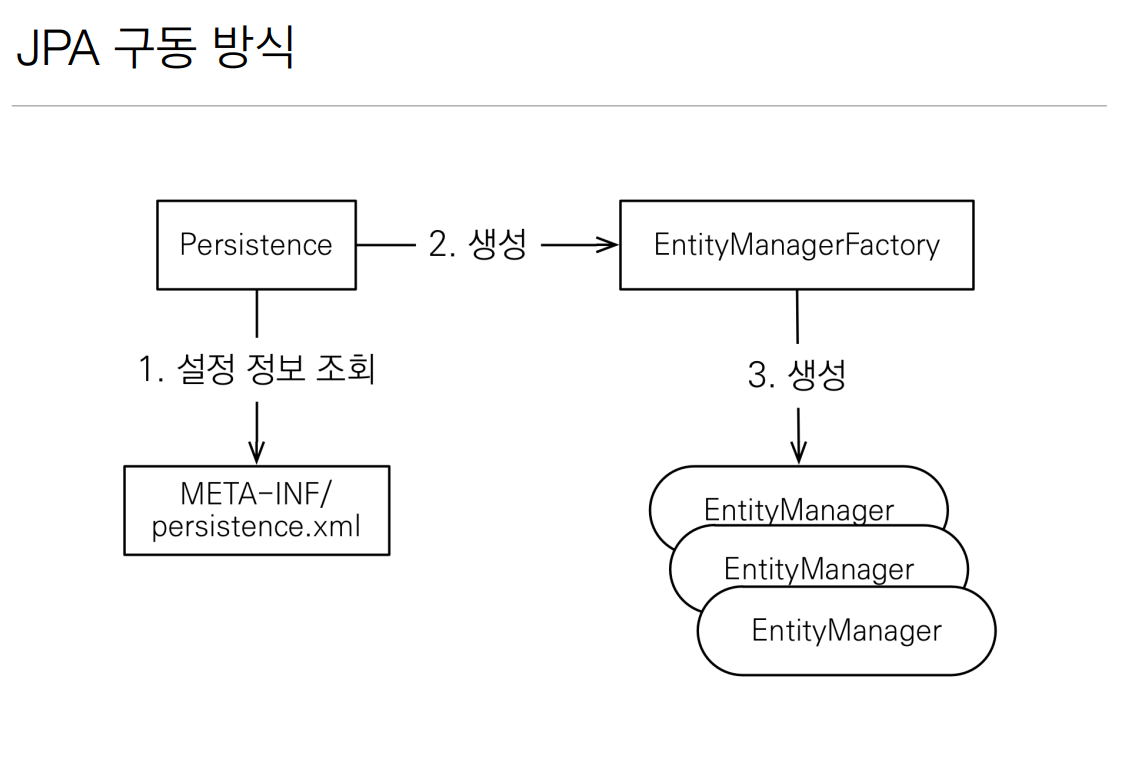 JPA 구동 방식
Persistence
2. 생성
EntityManagerFactory
1. 설정 정보 조회
3. 생성
META-INF/
persistence.xml
EntityManager
EntityManager
EntityManager